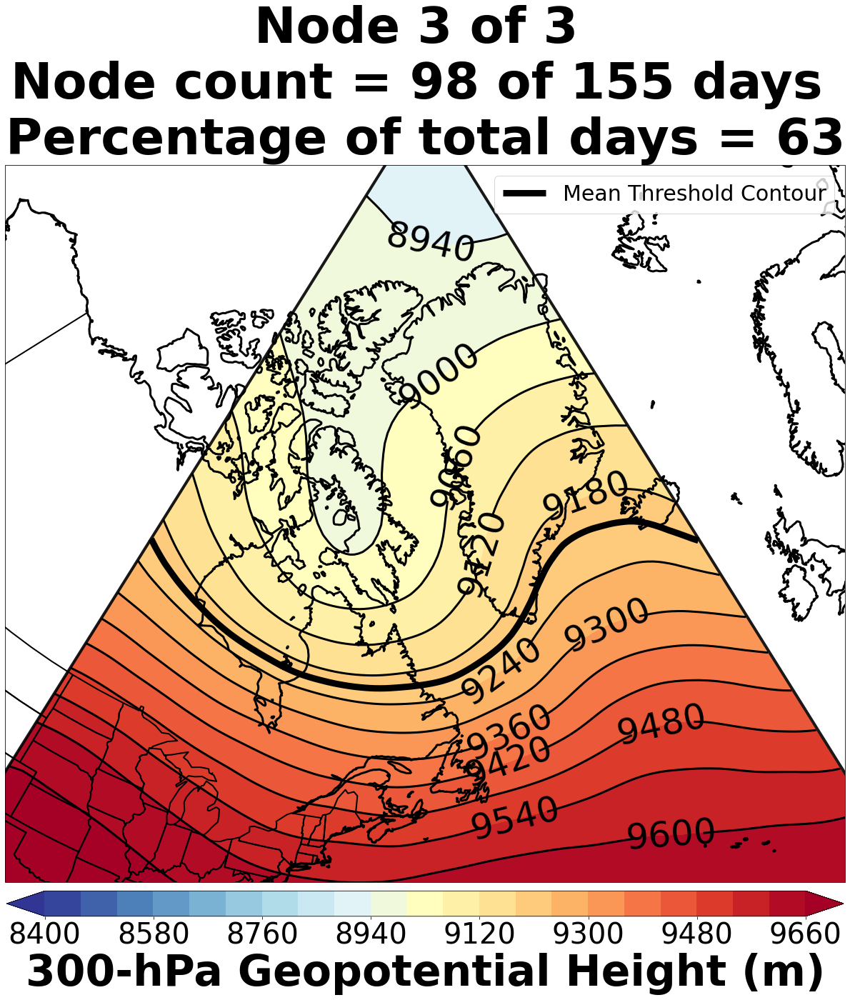 Node 3 of 3
Node count = 98 of 155 days
Percentage of total days = 63
Mean Threshold Contour
8940
9000
9060
9180
9120
9300
9240
9360
9480
9420
9540
9600
8400 8580 8760 8940 9120 9300 9480 9660
300-hPa Geopotential Height (m)